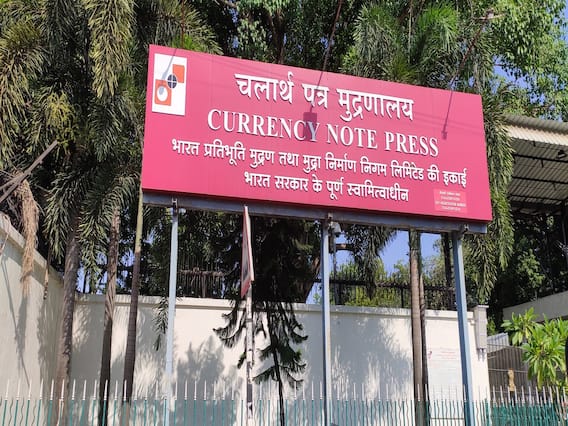 चलार्थ पत्र मुद्रणालय
CURRENCY NOTE PRESS
भारत प्रतिभूति मुद्रण तथा मुद्रा निर्माण निगम लिमिटेड की इकाई
भारत सरकार के पूर्ण स्वामित्वाधीन